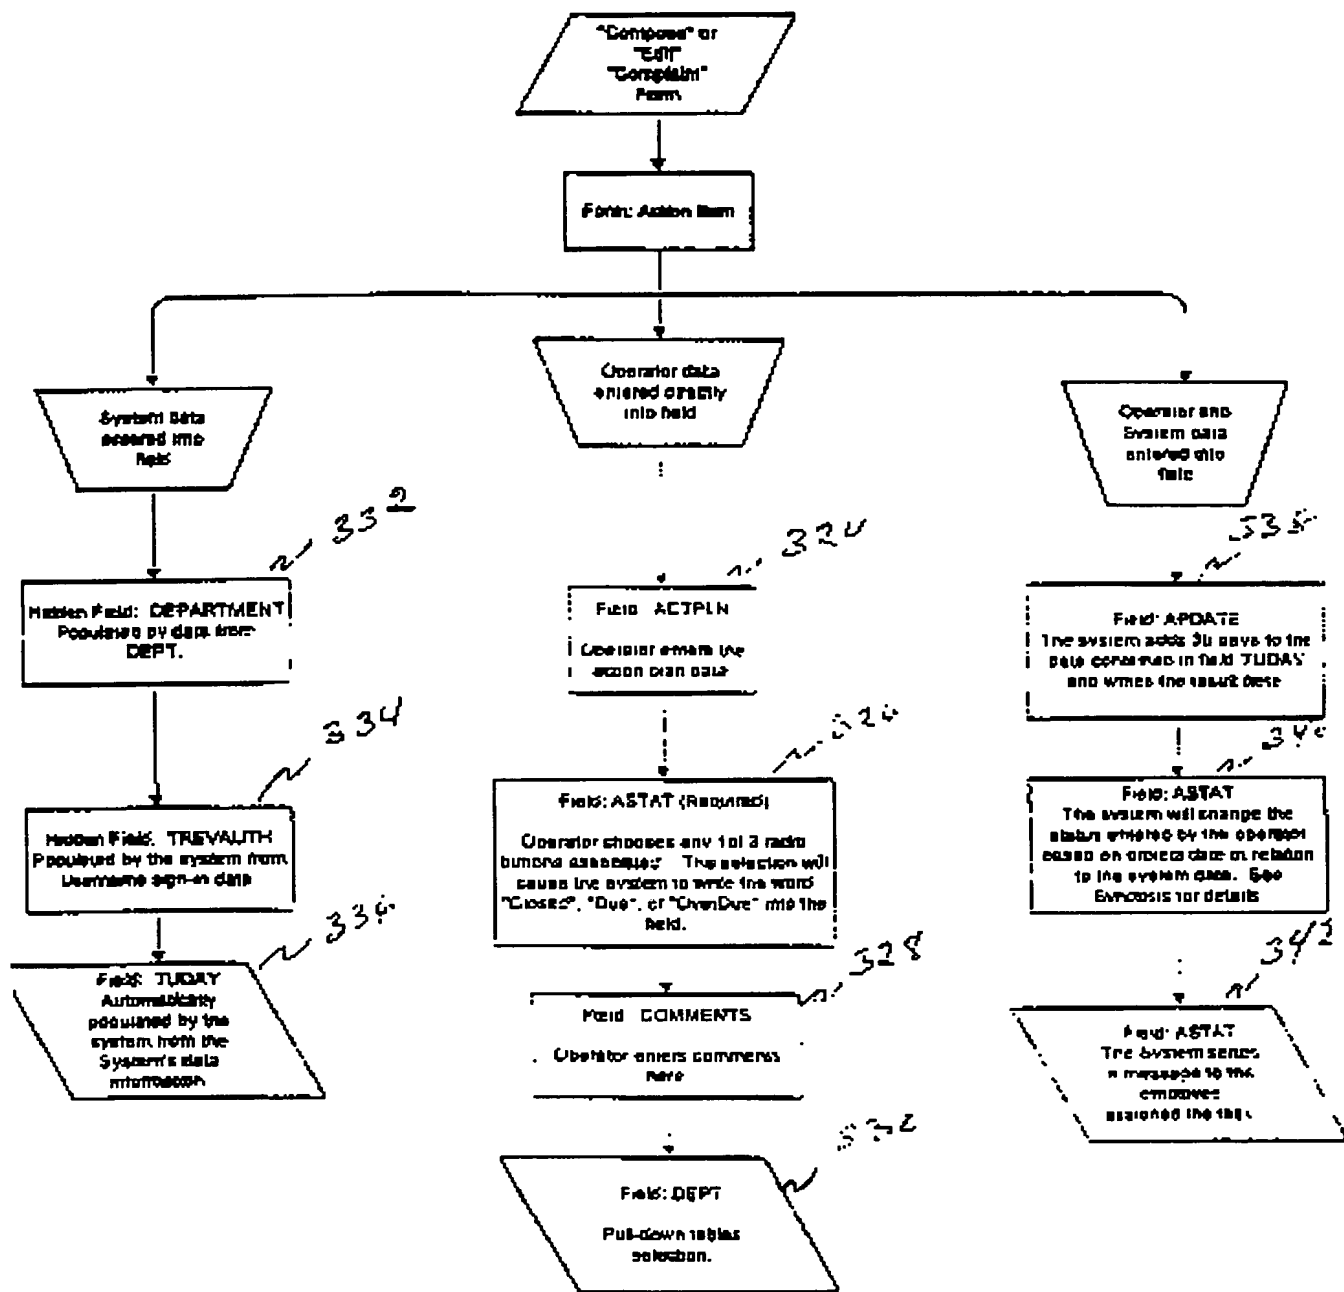 "Compose" or
"Edit"
"Complaint"
Form
Form: Action Item
System Data
entered into
field
Operator data
entered directly
into field
Operator and
System data
entered into
field
332
Hidden Field: DEPARTMENT
Populated by data from
DEPT.
334
Hidden Field: TREVAUTH
Populated by the system from
Username sign-in data
Field: TODAY
Automatically
populated by the
system from the
System's data
information
Field: ACTPLN
Operator enters the
action plan data
Field: ASTAT (Required)
Operator chooses any 1 of 3 radio
buttons
The selection will
cause the system to write the word
"Closed", "Due", or "OverDue" into the
field.
328
Field: COMMENTS
Operator enters comments
here
Field: DEPT
Pull-down tables
selection.
Field: APDATE
The system adds 30 days to the
data contained in field TODAY
and writes the result here
Field: ASTAT
The system will change the
status entered by the operator
based on project date in relation
to the system date. See
Synopsis for details
342
Field: ASTAT
The System sends
a message to the
employee
assigned the task.